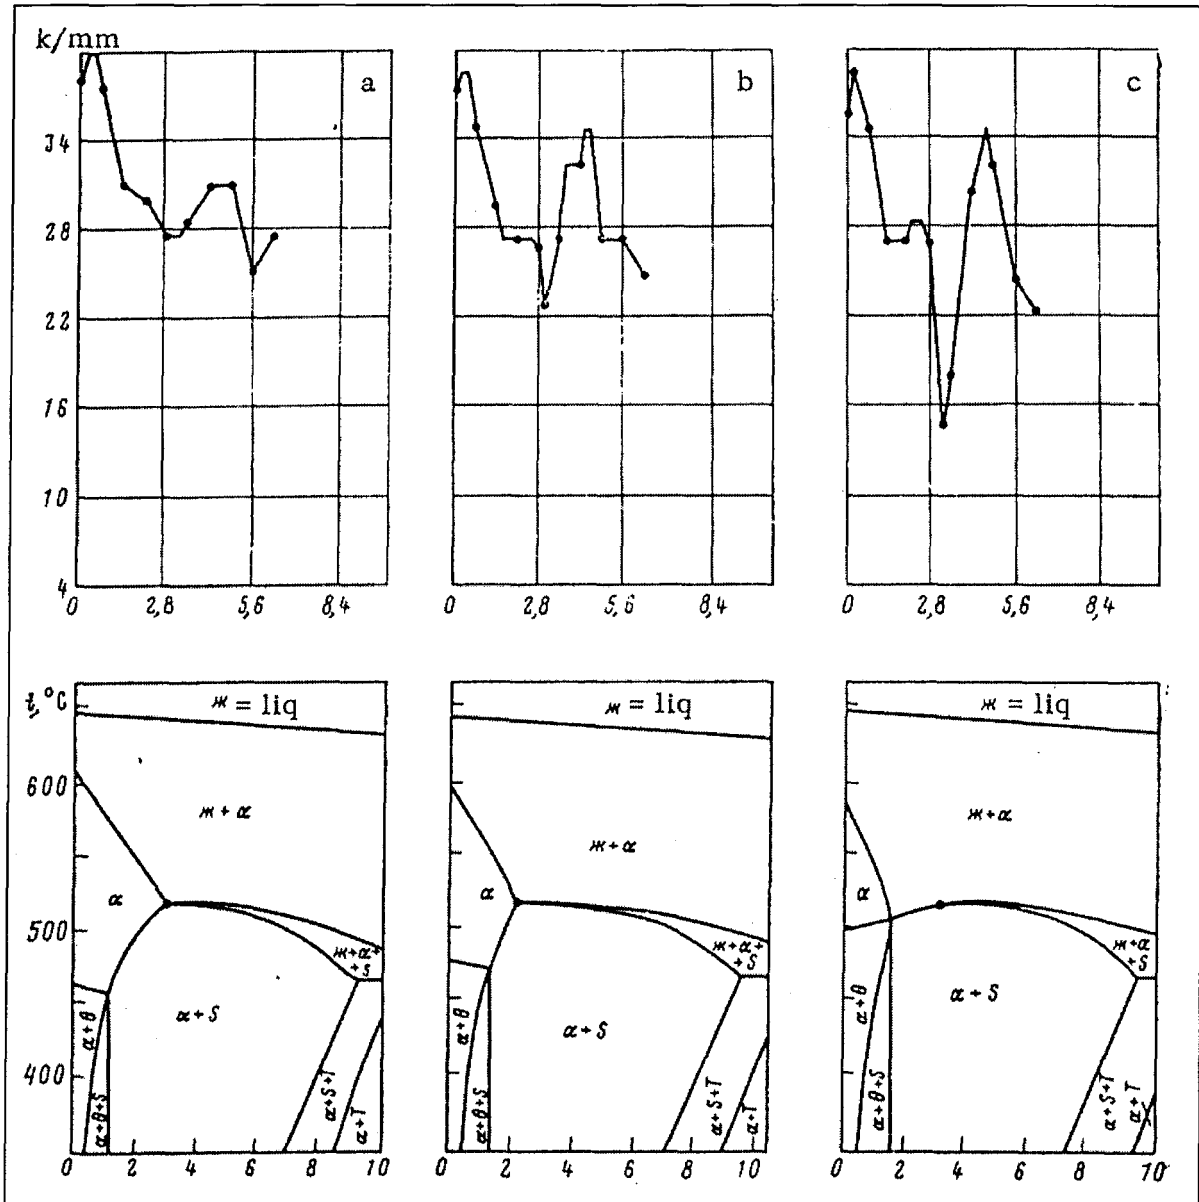 k/mm
a
b
c
34
28
22
16
10
4
0 2,8 5,6 8,4
0 2,8 5,6 8,4
0 2,8 5,6 8,4
t,°C
600
500
400
ж = liq
ж + α
α
ж+α+
+S
α+θ
α+S
α+θ+S
α+S+T
α+T
0 2 4 6 8 10
ж = liq
ж + α
α
ж+α+
+S
α+θ
α+S
α+θ+S
α+S+T
α+T
0 2 4 6 8 10
ж = liq
ж + α
α
ж+α
+S
α+θ
α+S
α+θ+S
α+S+T
α+T
0 2 4 6 8 10